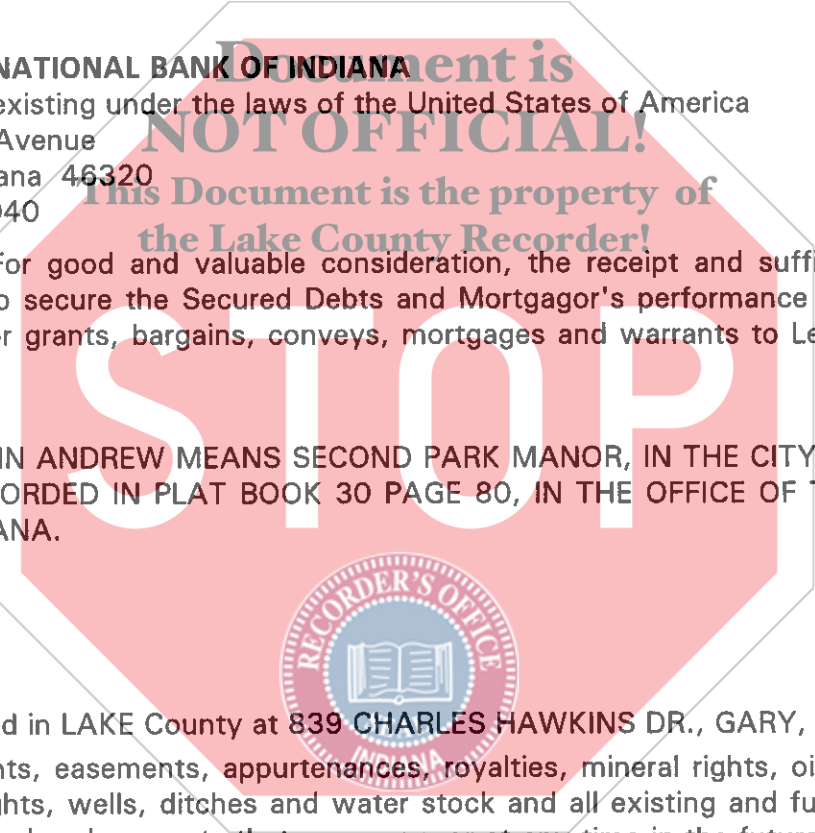 Document is
NATIONAL BANK OF INDIANA
existing under the laws of the United States of America
Avenue
NOT OFFICIAL!
ana 46320
This Document is the property of
040
the Lake County Recorder!
For good and valuable consideration, the receipt and suffi
o secure the Secured Debts and Mortgagor's performance
er grants, bargains, conveys, mortgages and warrants to Le
STOP
IN ANDREW MEANS SECOND PARK MANOR, IN THE CITY
ORDED IN PLAT BOOK 30 PAGE 80, IN THE OFFICE OF T
ANA.
RECORDER'S OFFICE
d in LAKE County at 839 CHARLES HAWKINS DR., GARY,
INDIANA
nts, easements, appurtenances, royalties, mineral rights, oi
ghts, wells, ditches and water stock and all existing and fu